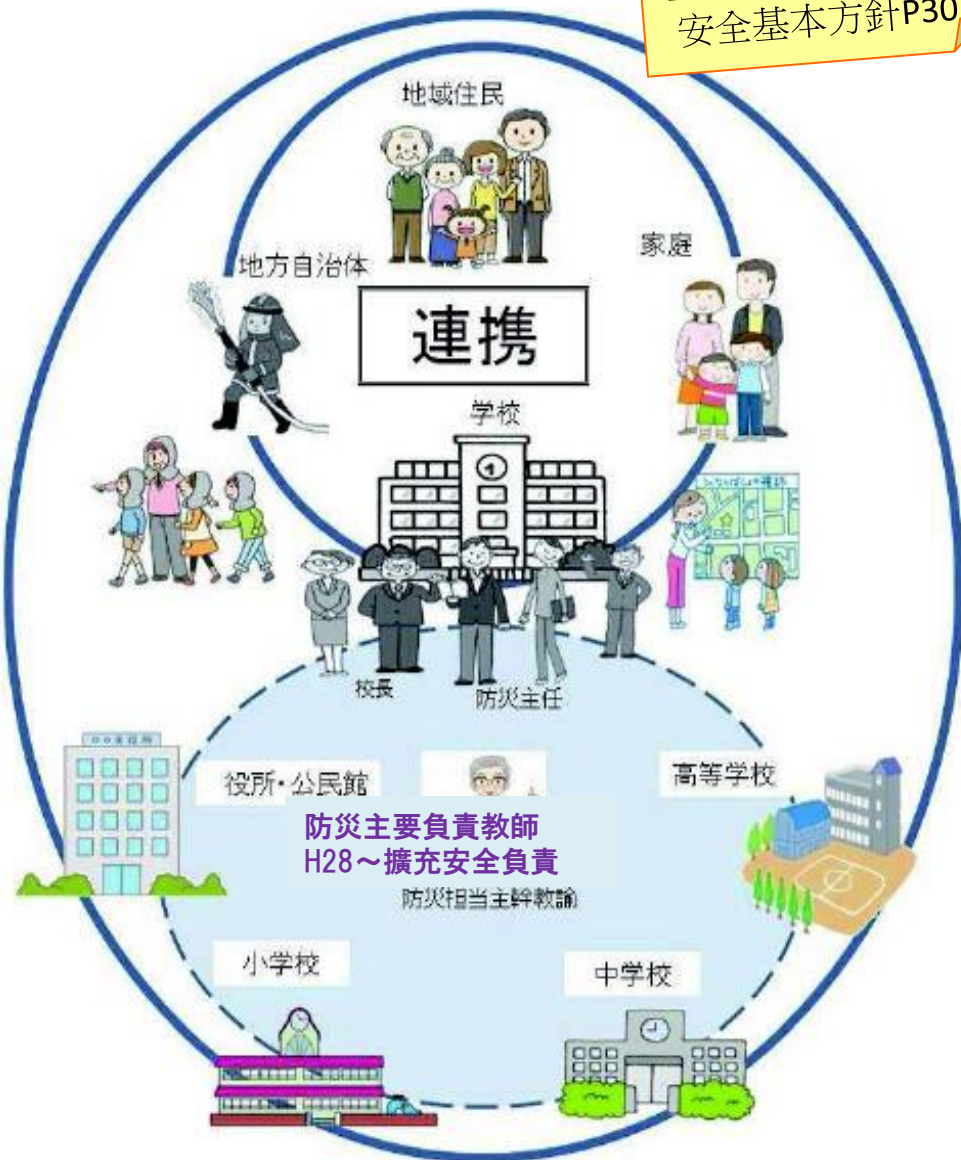 安全基本方針P30
地域住民
地方自治体
家庭
連携
学校
校長
防災主任
役所・公民館
高等学校
防災主要負責教師
H28～擴充安全負責
防災担当主幹教諭
小学校
中学校